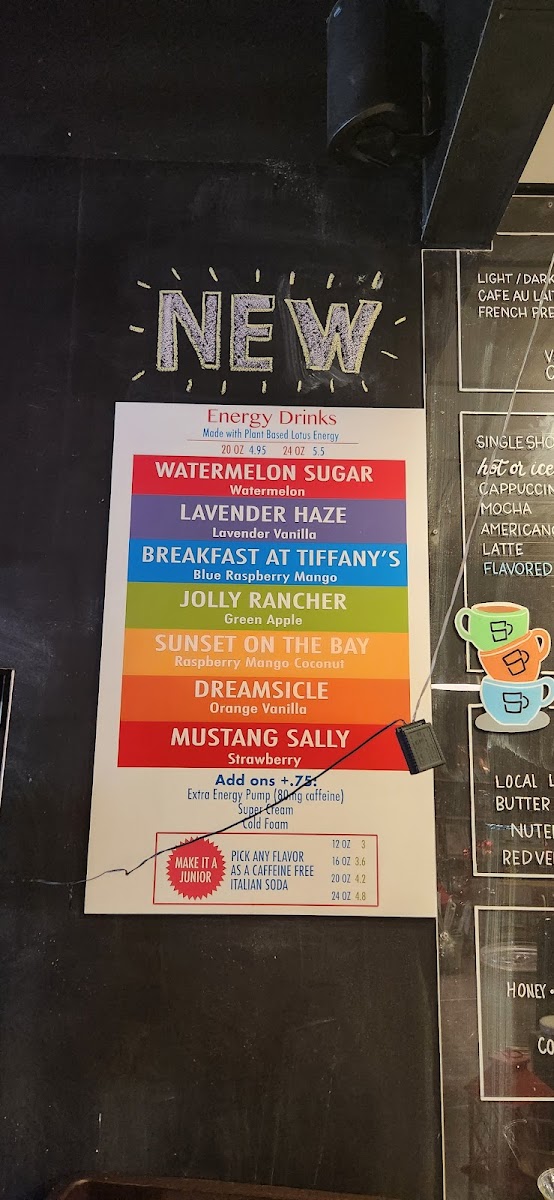 NEW
Energy Drinks
Made with Plant Based Lotus Energy
20 OZ 4.95 24 OZ 5.5
WATERMELON SUGAR
Watermelon
LAVENDER HAZE
Lavender Vanilla
BREAKFAST AT TIFFANY'S
Blue Raspberry Mango
JOLLY RANCHER
Green Apple
SUNSET ON THE BAY
Raspberry Mango Coconut
DREAMSICLE
Orange Vanilla
MUSTANG SALLY
Strawberry
Add ons +.75:
Extra Energy Pump (80mg caffeine)
Super Cream
Cold Foam
MAKE IT A
JUNIOR
PICK ANY FLAVOR
AS A CAFFEINE FREE
ITALIAN SODA
12 OZ 3
16 OZ 3.6
20 OZ 4.2
24 OZ 4.8
LIGHT / DARK
CAFE AU LAIT
FRENCH PRE
SINGLE SHO
hot or ice
CAPPUCCIN
MOCHA
AMERICANO
LATTE
FLAVORED
LOCAL
BUTTER
NUTE
RED VE
HONEY
CO